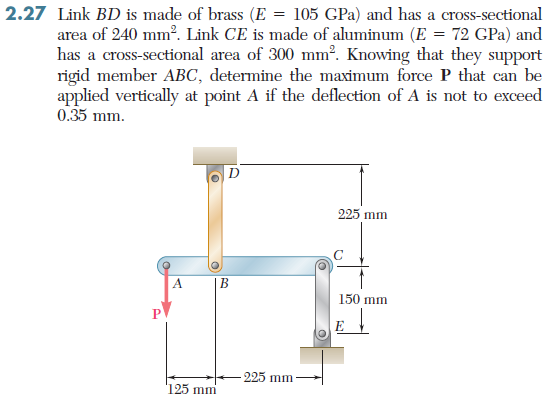 2.27 Link BD is made of brass (E = 105 GPa) and has a cross-sectional
area of 240 mm². Link CE is made of aluminum (E = 72 GPa) and
has a cross-sectional area of 300 mm². Knowing that they support
rigid member ABC, determine the maximum force P that can be
applied vertically at point A if the deflection of A is not to exceed
0.35 mm.
D
225 mm
C
A
B
150 mm
P
E
225 mm
125 mm